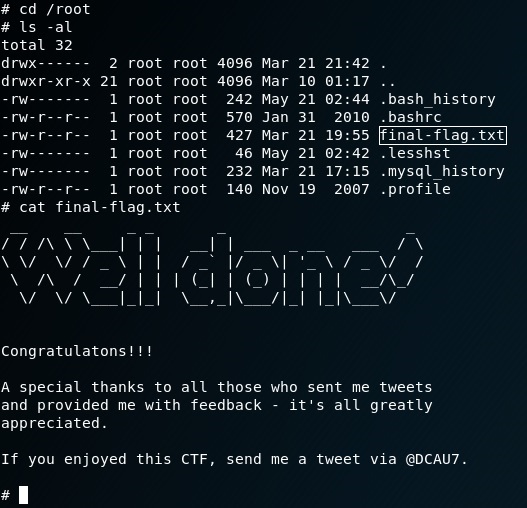 # cd /root
# ls -al
total 32
drwx------  2 root root 4096 Mar 21 21:42 .
drwxr-xr-x 21 root root 4096 Mar 10 01:17 ..
-rw-------  1 root root  242 May 21 02:44 .bash_history
-rw-r--r--  1 root root  570 Jan 31  2010 .bashrc
-rw-r--r--  1 root root  427 Mar 21 19:55 final-flag.txt
-rw-------  1 root root   46 May 21 02:42 .lesshst
-rw-------  1 root root  232 Mar 21 17:15 .mysql_history
-rw-r--r--  1 root root  140 Nov 19  2007 .profile
# cat final-flag.txt
Well done!
Congratulatons!!!
A special thanks to all those who sent me tweets
and provided me with feedback - it's all greatly
appreciated.
If you enjoyed this CTF, send me a tweet via @DCAU7.
#